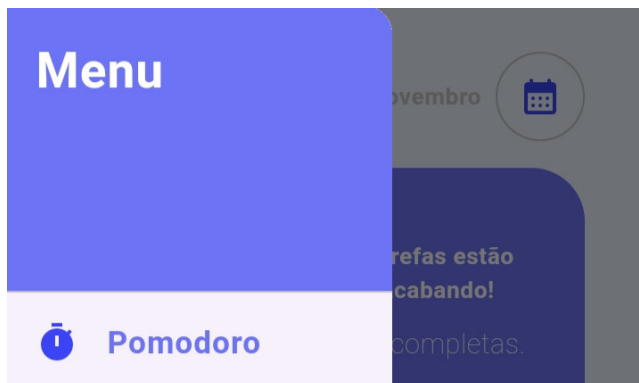 Menu
ovembro
refas estão
cabando!
Pomodoro
completas.